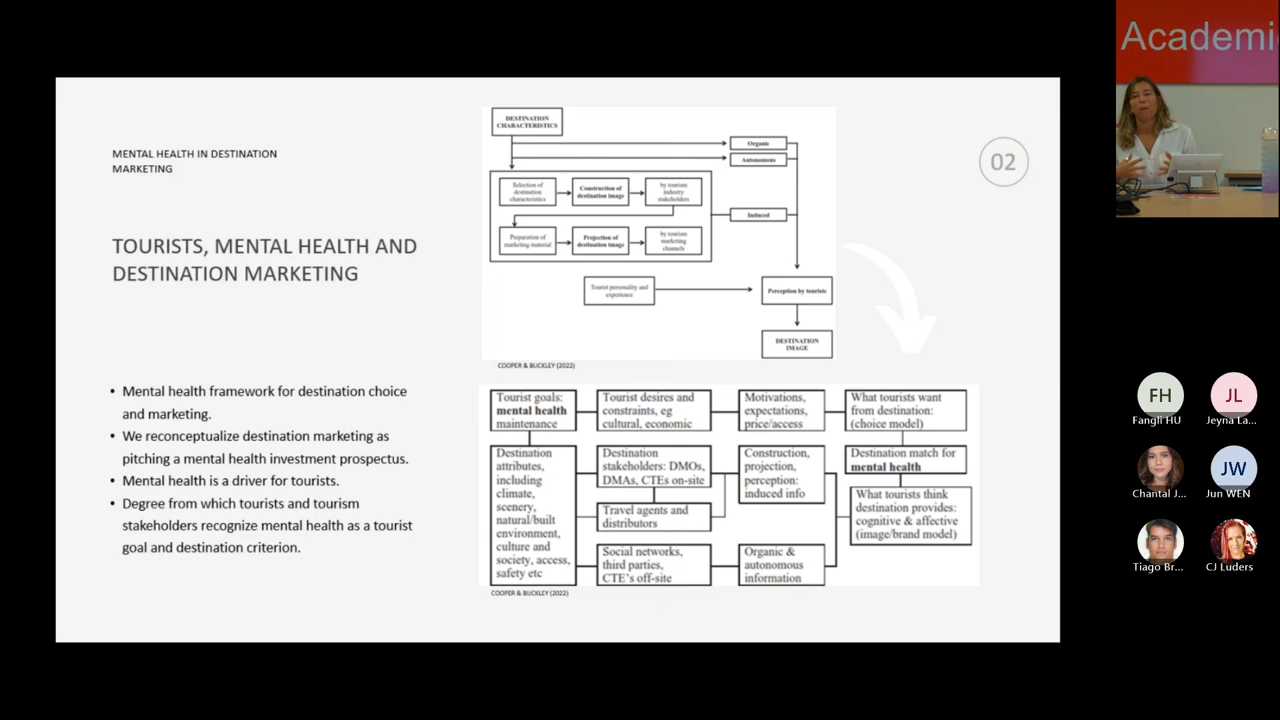 Academi
MENTAL HEALTH IN DESTINATION
MARKETING
02
TOURISTS, MENTAL HEALTH AND
DESTINATION MARKETING
• Mental health framework for destination choice
and marketing.
• We reconceptualize destination marketing as
pitching a mental health investment prospectus.
• Mental health is a driver for tourists.
• Degree from which tourists and tourism
stakeholders recognize mental health as a tourist
goal and destination criterion.
DESTINATION
CHARACTERISTICS
Organic
Autonomous
Selection of
destination
characteristics
Construction of
destination image
by tourism
industry
stakeholders
Induced
Preparation of
marketing material
Projection of
destination image
by tourism
marketing
channels
Tourist personality and
experience
Perception by tourists
DESTINATION
IMAGE
COOPER & BUCKLEY (2022)
Tourist goals:
mental health
maintenance
Tourist desires and
constraints, eg
cultural, economic
Motivations,
expectations,
price/access
What tourists want
from destination:
(choice model)
Destination
attributes,
including
climate,
scenery,
natural/built
environment,
culture and
society, access,
safety etc
Destination
stakeholders: DMOs,
DMAs, CTEs on-site
Travel agents and
distributors
Social networks,
third parties,
CTE's off-site
Construction,
projection,
perception:
induced info
Organic &
autonomous
information
Destination match for
mental health
What tourists think
destination provides:
cognitive & affective
(image/brand model)
COOPER & BUCKLEY (2022)
FH
Fangli HU
JL
Jeyna La...
Chantal J...
JW
Jun WEN
Tiago Br...
CJ Luders